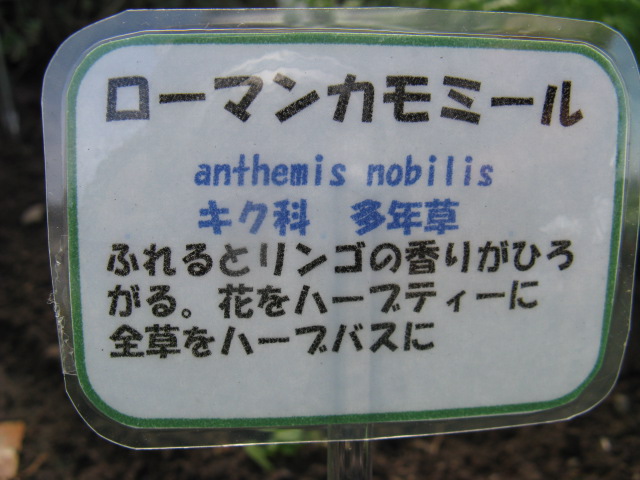 ローマンカモミール
anthemis nobilis
キク科　多年草
ふれるとリンゴの香りがひろ
がる。花をハーブティーに
全草をハーブバスに